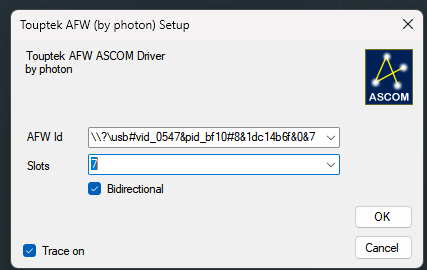 Touptek AFW (by photon) Setup
Touptek AFW ASCOM Driver
by photon
ASCOM
AFW Id
\\?\usb#vid_0547&pid_bf10#8&1dc14b6f&0&7
Slots
7
Bidirectional
OK
Trace on
Cancel